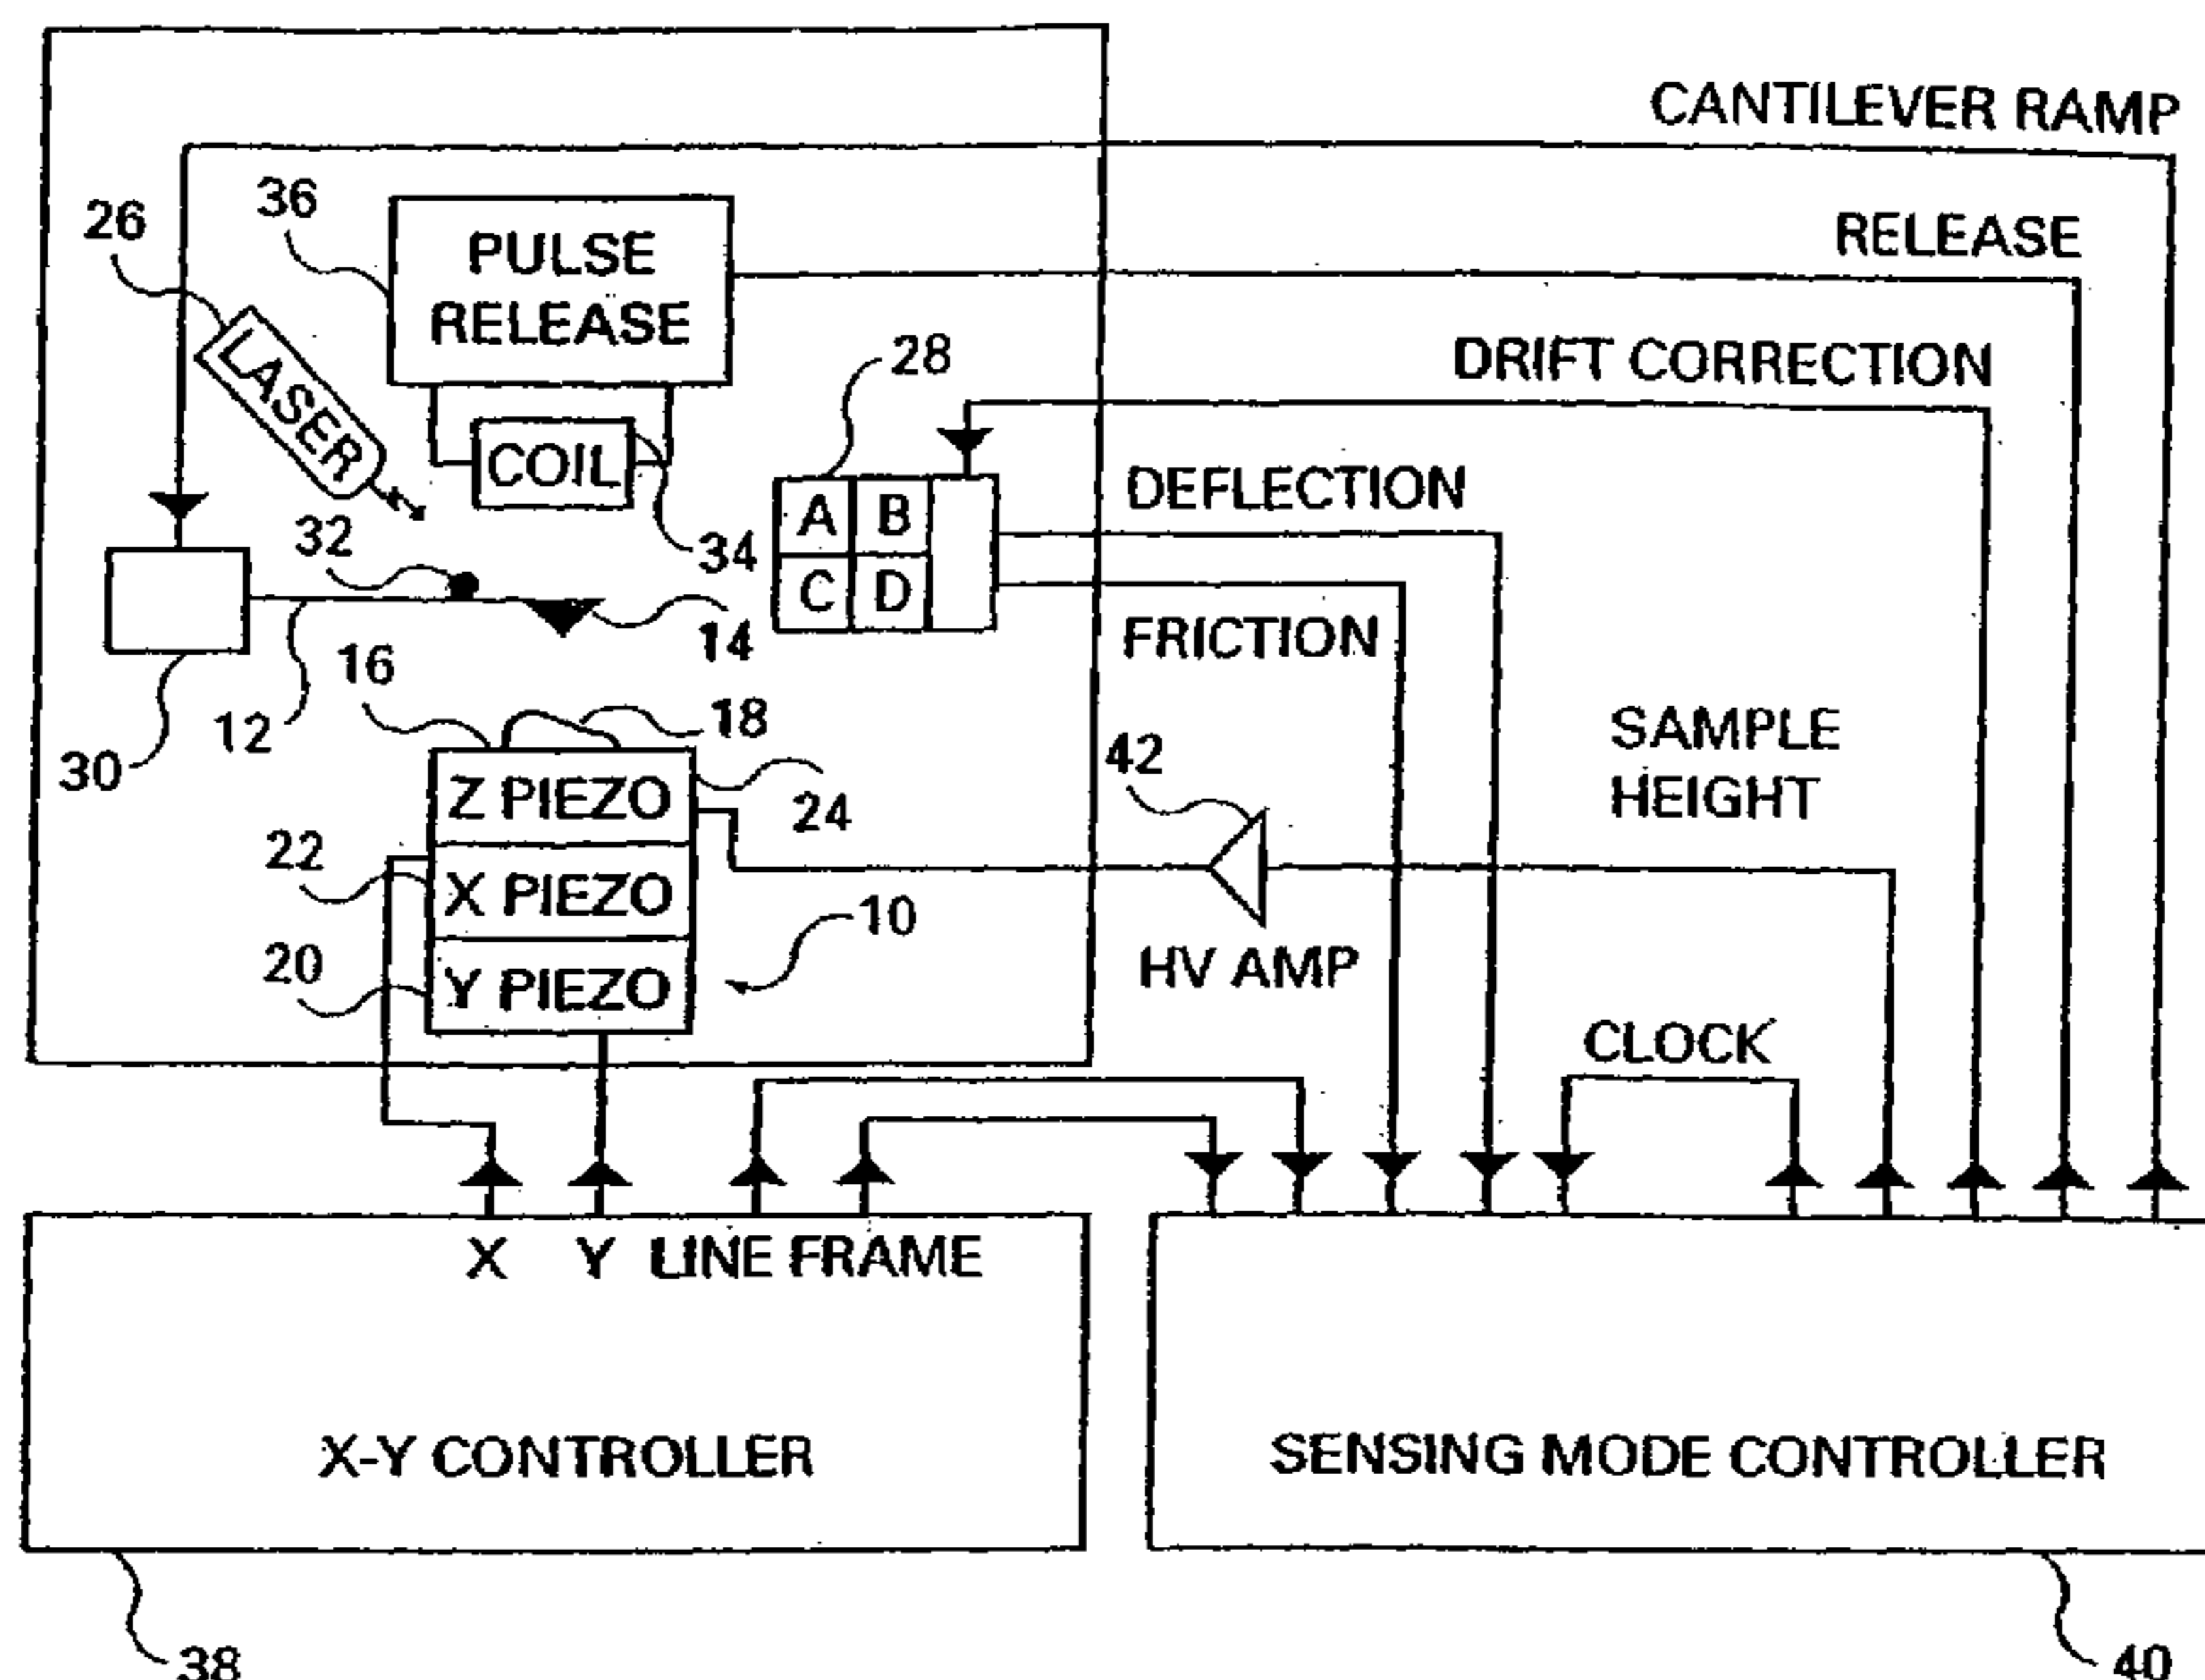 CANTILEVER RAMP
36
26
PULSE
RELEASE
RELEASE
28
DRIFT CORRECTION
LASER
COIL
A B
C D
DEFLECTION
32
34
14
FRICTION
16
12
18
30
SAMPLE
HEIGHT
42
Z PIEZO
24
22
X PIEZO
10
20
Y PIEZO
HV AMP
CLOCK
X Y LINE FRAME
X-Y CONTROLLER
SENSING MODE CONTROLLER
38
40